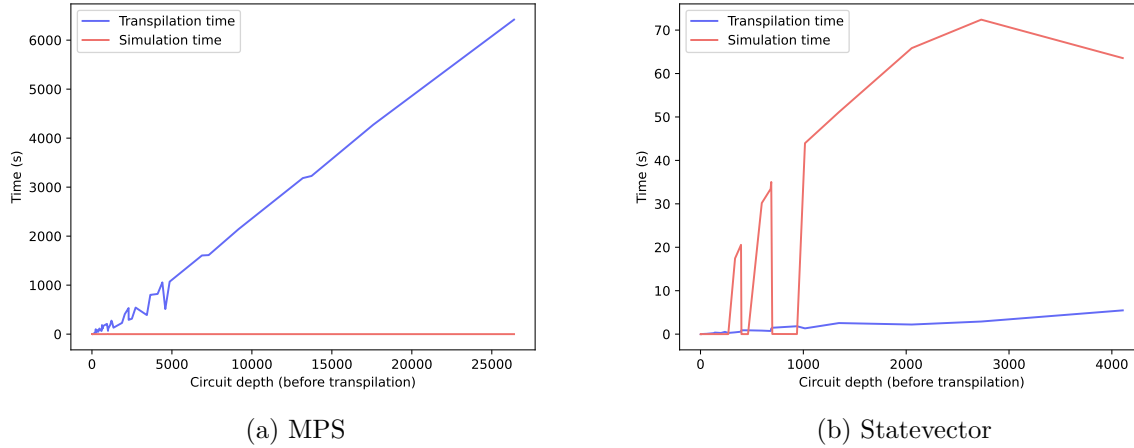 Transpilation time
Simulation time
6000
5000
4000
3000
2000
1000
0
Time (s)
0
5000
10000
15000
20000
25000
Circuit depth (before transpilation)
(a) MPS
Transpilation time
Simulation time
70
60
50
40
30
20
10
0
Time (s)
0
1000
2000
3000
4000
Circuit depth (before transpilation)
(b) Statevector